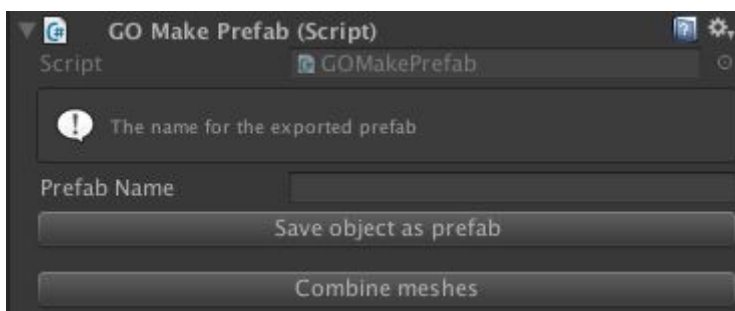 GO Make Prefab (Script)
Script GOMakePrefab
The name for the exported prefab
Prefab Name
Save object as prefab
Combine meshes